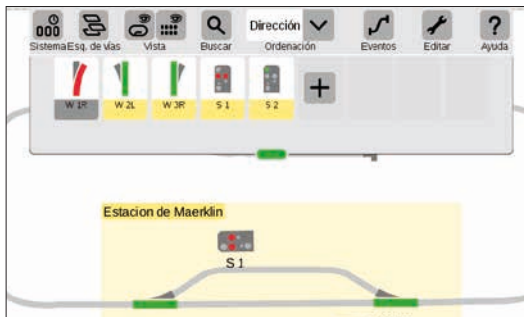 Dirección
Sistema Esq. de vías Vista Buscar Ordenación Eventos Editar Ayuda
W 1R W 2L W 3R S 1 S 2
Estacion de Maerklin
S 1